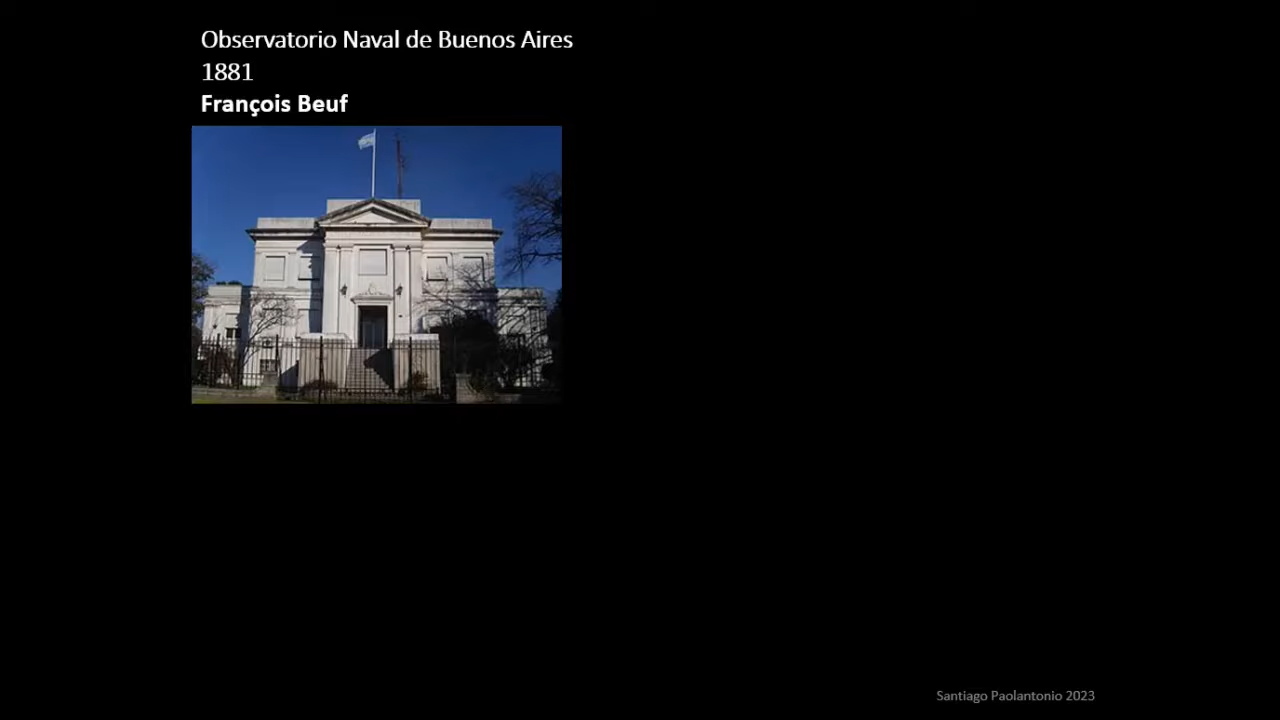 Observatorio Naval de Buenos Aires
1881
François Beuf
Santiago Paolantonio 2023